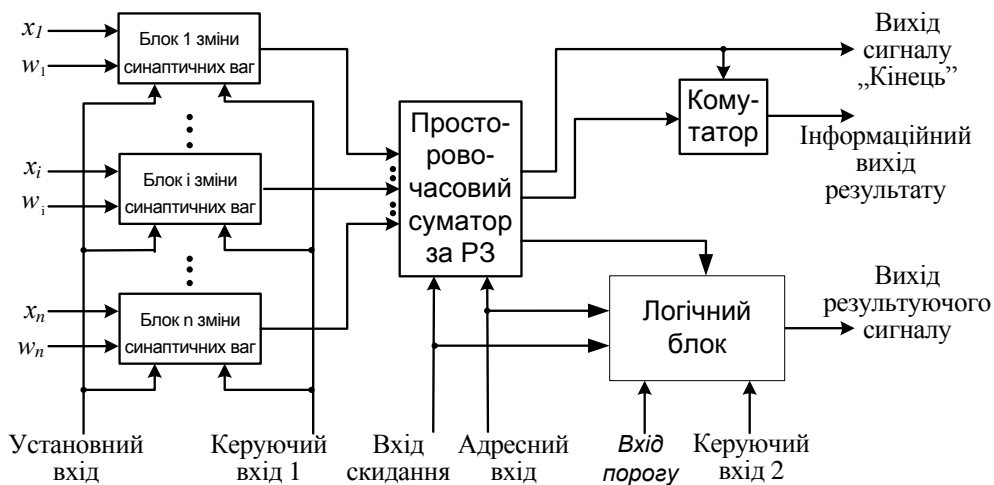 x1
w1
Блок 1 зміни
синаптичних ваг
xi
wi
Блок i зміни
синаптичних ваг
xn
wn
Блок n зміни
синаптичних ваг
Просто-
рово-
часовий
суматор
за РЗ
Кому-
татор
Логічний
блок
Вихід
сигналу
„Кінець”
Інформаційний
вихід
результату
Вихід
результуючого
сигналу
Установний
вхід
Керуючий
вхід 1
Вхід
скидання
Адресний
вхід
Вхід
порогу
Керуючий
вхід 2